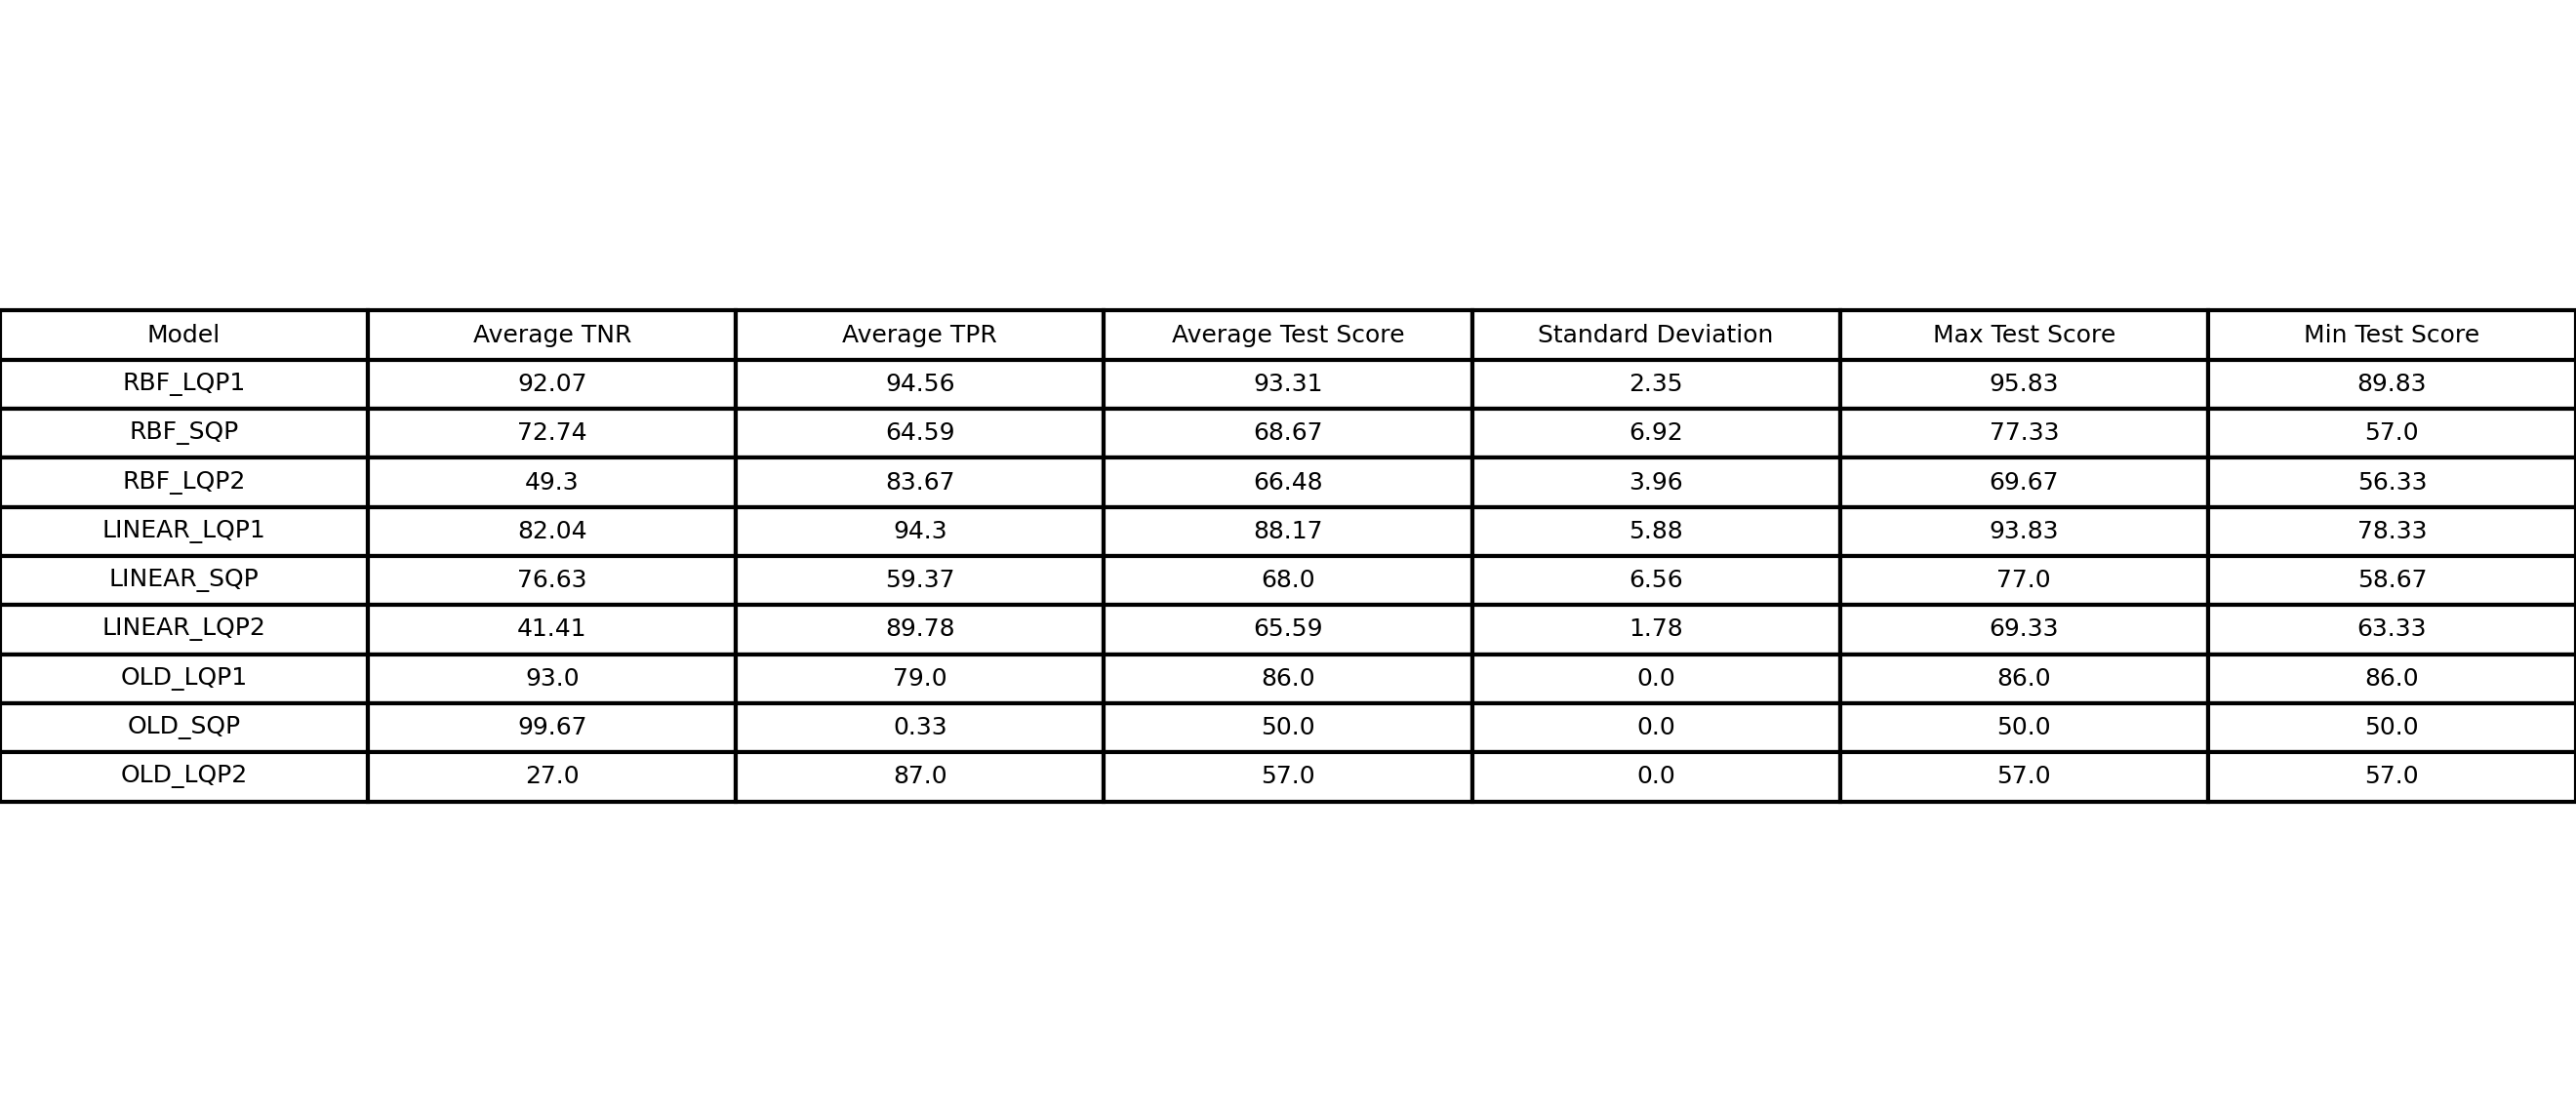 Model Average TNR Average TPR Average Test Score Standard Deviation Max Test Score Min Test Score
RBF_LQP1 92.07 94.56 93.31 2.35 95.83 89.83
RBF_SQP 72.74 64.59 68.67 6.92 77.33 57.0
RBF_LQP2 49.3 83.67 66.48 3.96 69.67 56.33
LINEAR_LQP1 82.04 94.3 88.17 5.88 93.83 78.33
LINEAR_SQP 76.63 59.37 68.0 6.56 77.0 58.67
LINEAR_LQP2 41.41 89.78 65.59 1.78 69.33 63.33
OLD_LQP1 93.0 79.0 86.0 0.0 86.0 86.0
OLD_SQP 99.67 0.33 50.0 0.0 50.0 50.0
OLD_LQP2 27.0 87.0 57.0 0.0 57.0 57.0